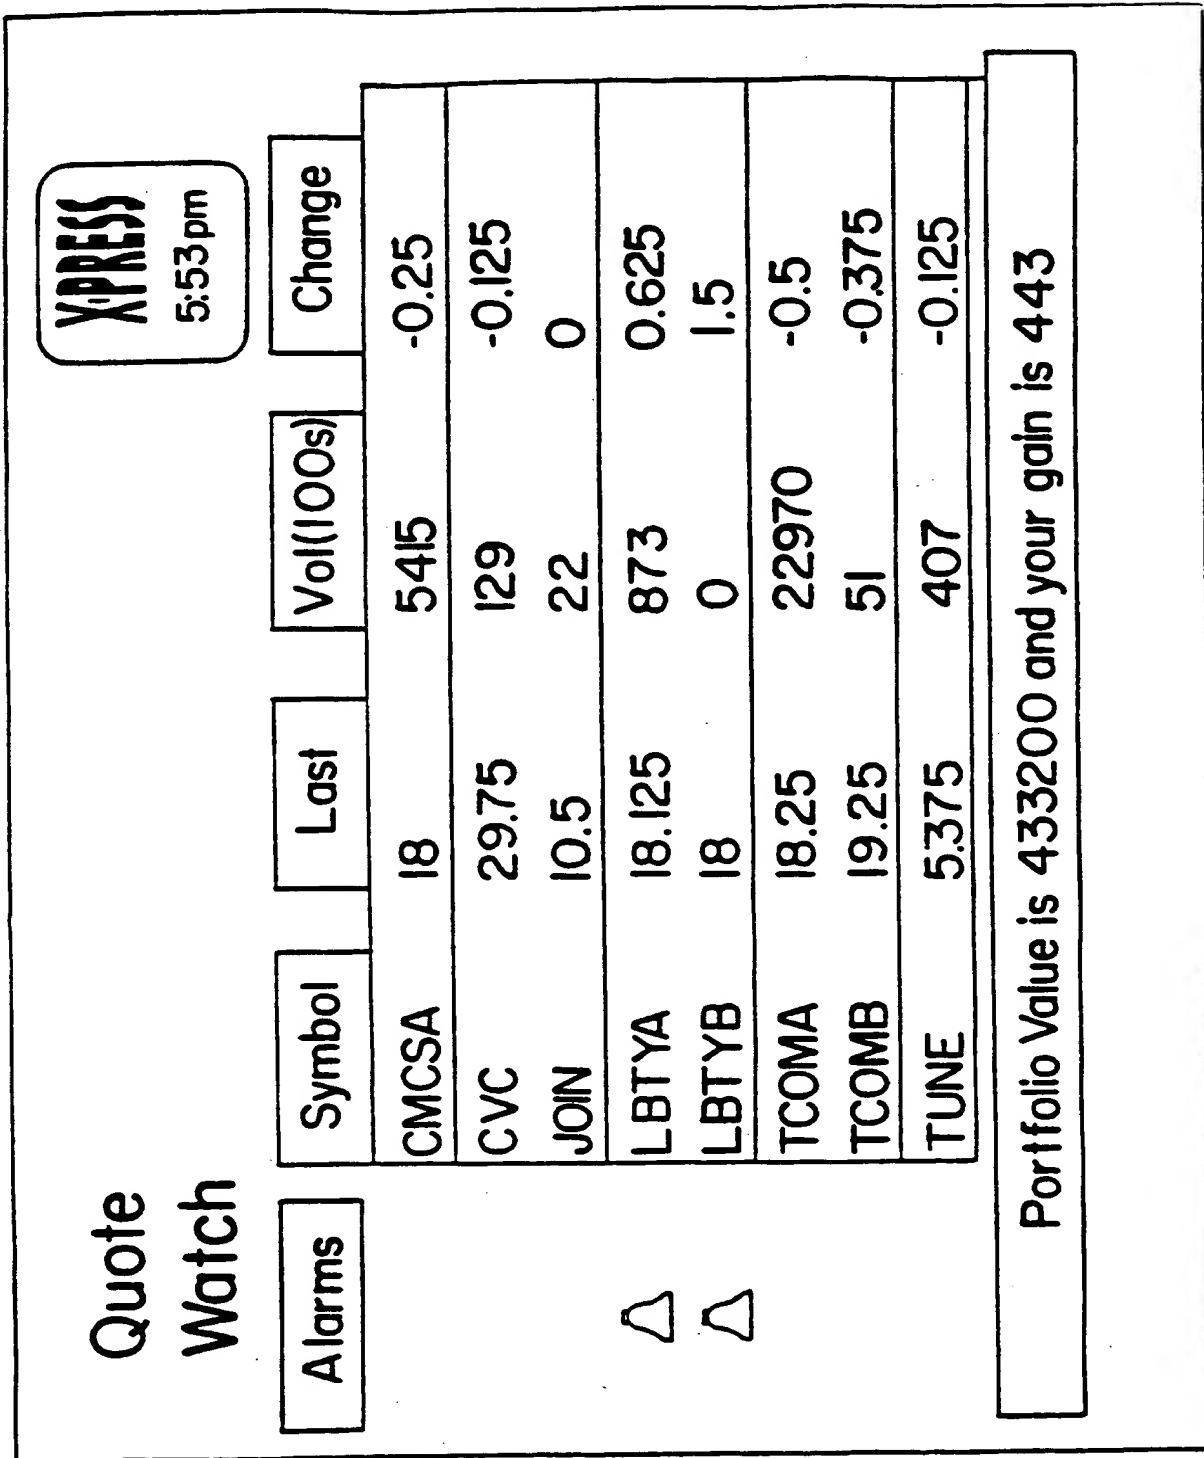 Quote
Watch
X·PRESS
5:53pm
Alarms Symbol Last Vol(100s) Change
CMCSA 18 5415 -0.25
CVC 29.75 129 -0.125
JOIN 10.5 22 0
LBTYA 18.125 873 0.625
LBTYB 18 0 1.5
TCOMA 18.25 22970 -0.5
TCOMB 19.25 51 -0.375
TUNE 5.375 407 -0.125
Portfolio Value is 433200 and your gain is 443